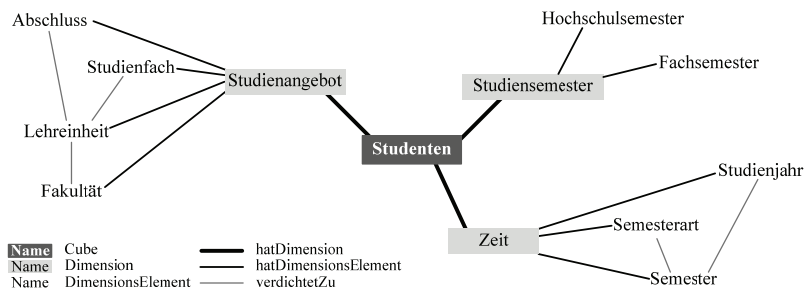 Abschluss
Hochschulsemester
Studienfach
Fachsemester
Studienangebot
Studiensemester
Lehreinheit
Studenten
Fakultät
Studienjahr
Semesterart
Zeit
Semester
Name Cube hatDimension
Name Dimension hatDimensionsElement
Name DimensionsElement verdichtetZu